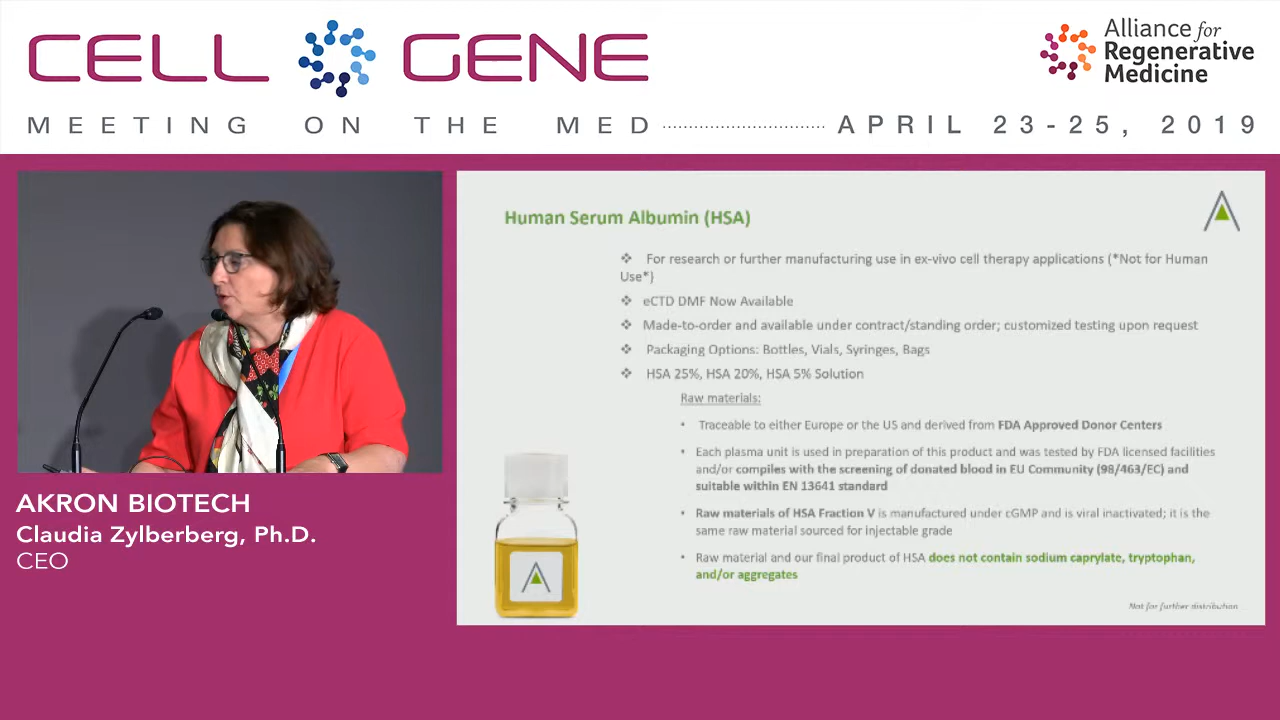 CELL GENE
Alliance for
Regenerative
Medicine
MEETING ON THE MED
APRIL 23-25, 2019
Human Serum Albumin (HSA)
❖ For research or further manufacturing use in ex-vivo cell therapy applications (*Not for Human
Use*)
❖ eCTD DMF Now Available
❖ Made-to-order and available under contract/standing order; customized testing upon request
❖ Packaging Options: Bottles, Vials, Syringes, Bags
❖ HSA 25%, HSA 20%, HSA 5% Solution
Raw materials:
• Traceable to either Europe or the US and derived from FDA Approved Donor Centers
• Each plasma unit is used in preparation of this product and was tested by FDA licensed facilities
and/or compiles with the screening of donated blood in EU Community (98/463/EC) and
suitable within EN 13641 standard
• Raw materials of HSA Fraction V is manufactured under cGMP and is viral inactivated; it is the
same raw material sourced for injectable grade
• Raw material and our final product of HSA does not contain sodium caprylate, tryptophan,
and/or aggregates
Not for further distribution
AKRON BIOTECH
Claudia Zylberberg, Ph.D.
CEO